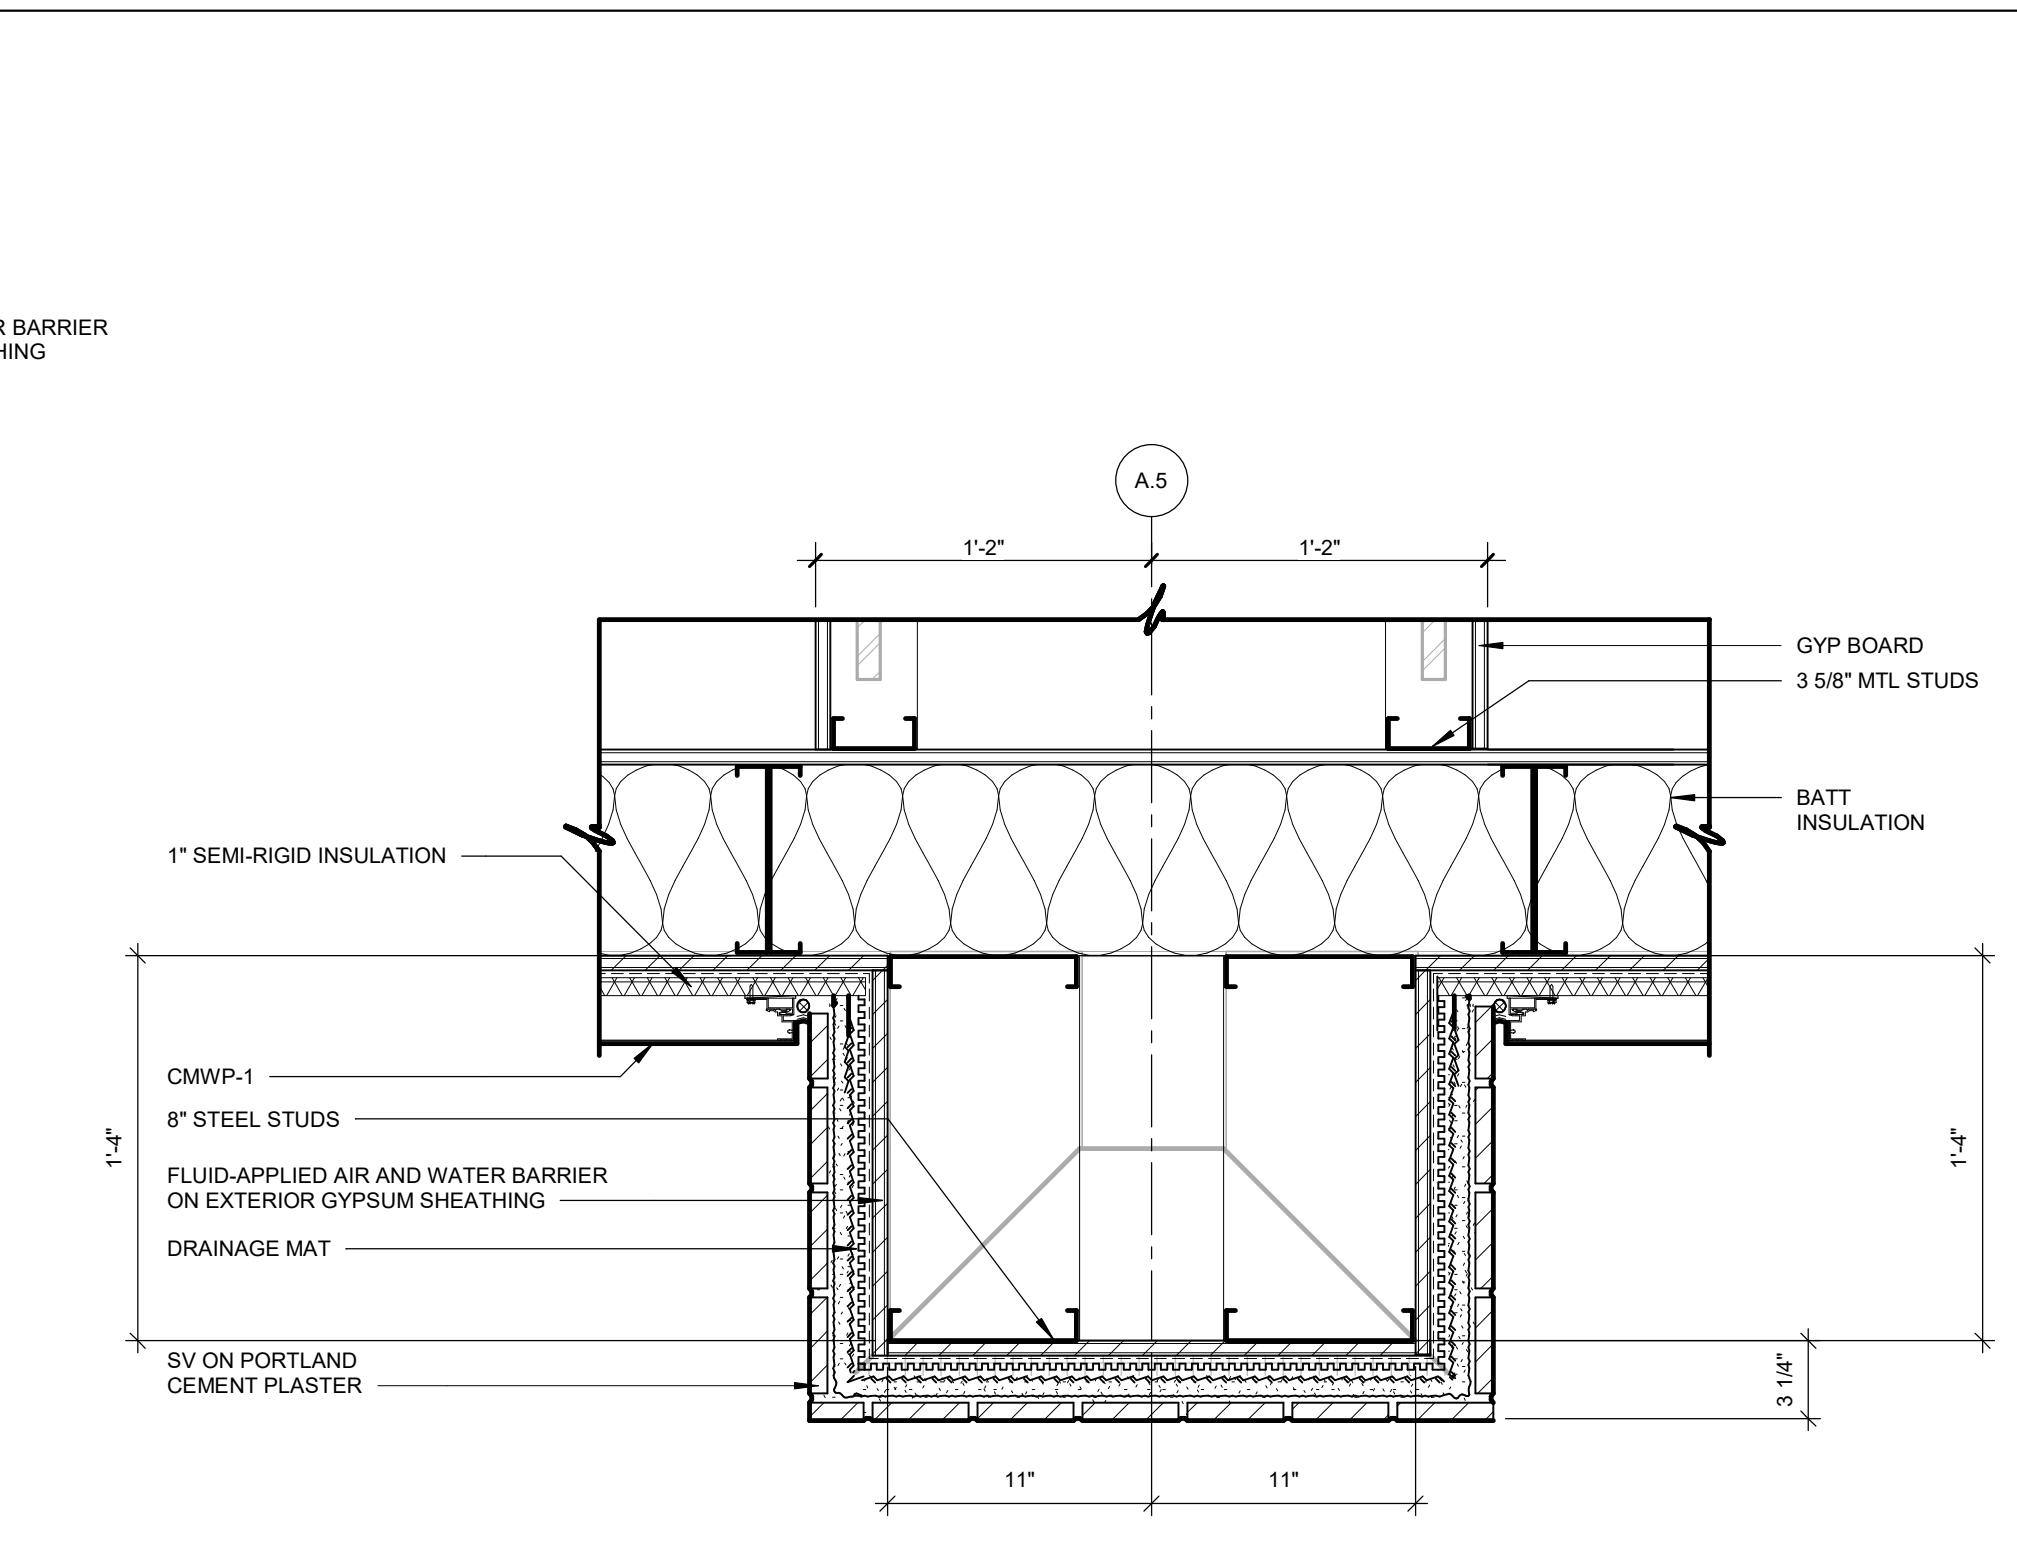 R BARRIER
HING
A.5
1'-2"
1'-2"
GYP BOARD
3 5/8" MTL STUDS
BATT
INSULATION
1" SEMI-RIGID INSULATION
CMWP-1
8" STEEL STUDS
1'-4"
1'-4"
FLUID-APPLIED AIR AND WATER BARRIER
ON EXTERIOR GYPSUM SHEATHING
DRAINAGE MAT
SV ON PORTLAND
CEMENT PLASTER
3 1/4"
11"
11"